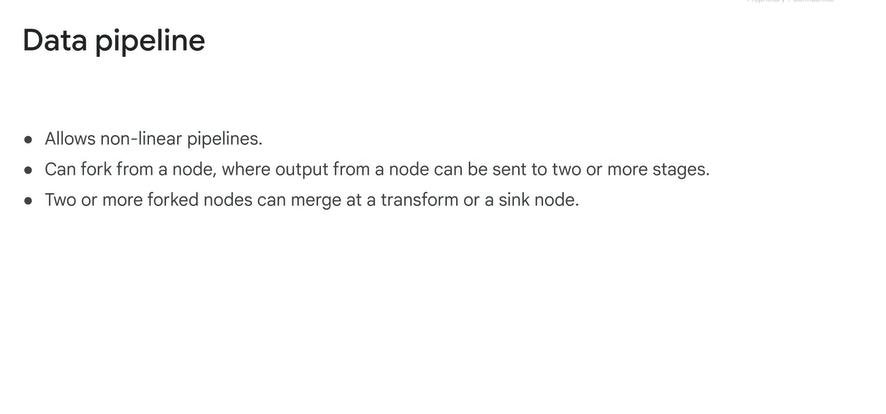 Data pipeline
● Allows non-linear pipelines.
● Can fork from a node, where output from a node can be sent to two or more stages.
● Two or more forked nodes can merge at a transform or a sink node.